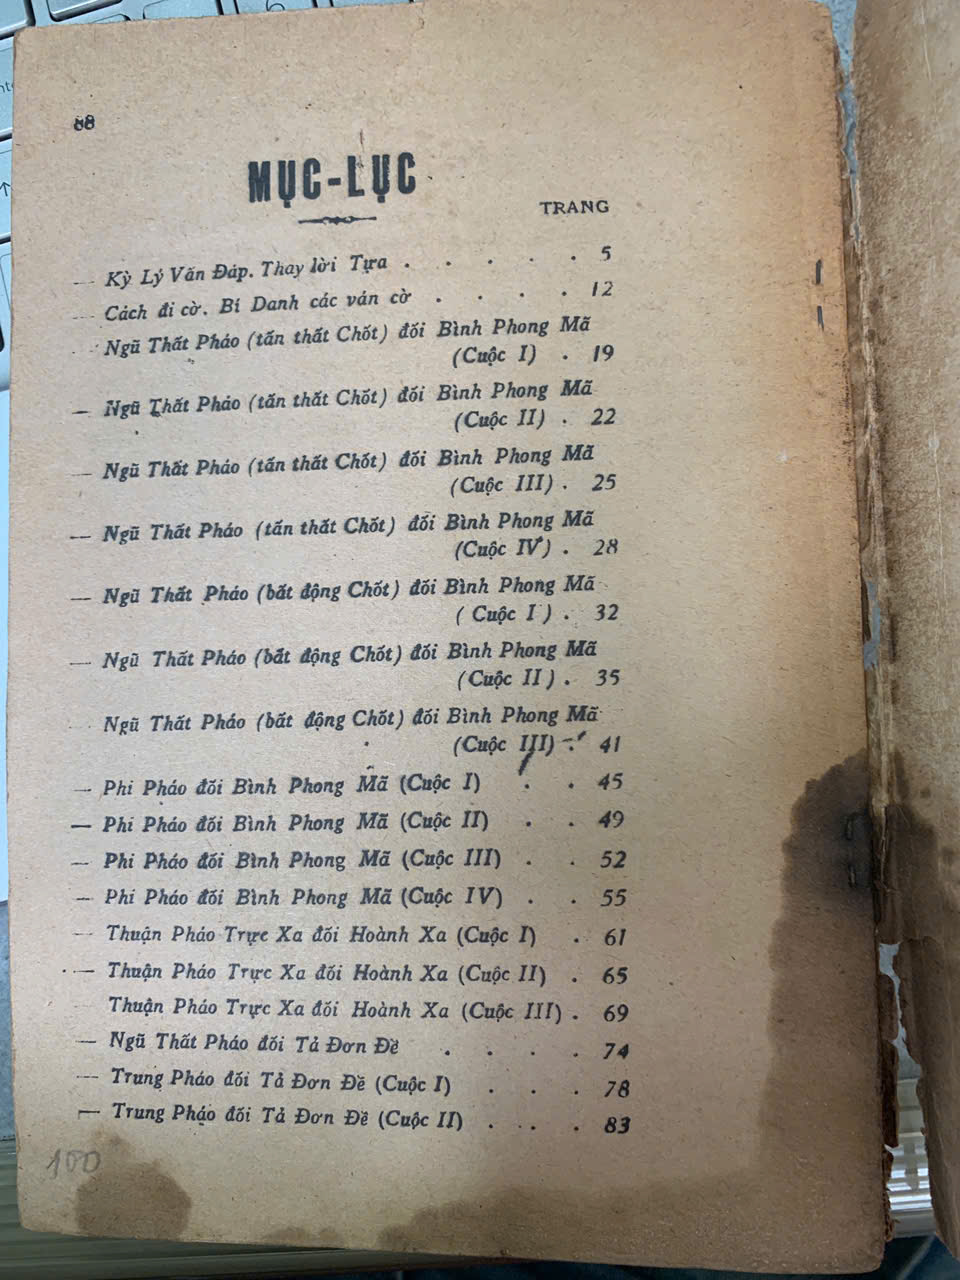 88
MỤC-LỤC
TRANG
— Kỳ Lý Vấn Đáp. Thay lời Tựa . . . . . 5
— Cách đi cờ. Bí Danh các ván cờ . . . . 12
— Ngũ Thất Pháo (tấn thất Chốt) đối Bình Phong Mã
(Cuộc I) . 19
— Ngũ Thất Pháo (tấn thất Chốt) đối Bình Phong Mã
(Cuộc II) . 22
— Ngũ Thất Pháo (tấn thất Chốt) đối Bình Phong Mã
(Cuộc III) . 25
— Ngũ Thất Pháo (tấn thất Chốt) đối Bình Phong Mã
(Cuộc IV) . 28
— Ngũ Thất Pháo (bất động Chốt) đối Bình Phong Mã
( Cuộc I ) . 32
— Ngũ Thất Pháo (bất động Chốt) đối Bình Phong Mã
(Cuộc II ) . 35
— Ngũ Thất Pháo (bất động Chốt) đối Bình Phong Mã
(Cuộc III) . 41
— Phi Pháo đối Bình Phong Mã (Cuộc I) . . 45
— Phi Pháo đối Bình Phong Mã (Cuộc II) . . 49
— Phi Pháo đối Bình Phong Mã (Cuộc III) . . 52
— Phi Pháo đối Bình Phong Mã (Cuộc IV) . . 55
— Thuận Pháo Trực Xa đối Hoành Xa (Cuộc I) . 61
— Thuận Pháo Trực Xa đối Hoành Xa (Cuộc II) . 65
Thuận Pháo Trực Xa đối Hoành Xa (Cuộc III) . 69
— Ngũ Thất Pháo đối Tả Đơn Đề . . . . 74
— Trung Pháo đối Tả Đơn Đề (Cuộc I) . . . 78
— Trung Pháo đối Tả Đơn Đề (Cuộc II) . . . 83
100